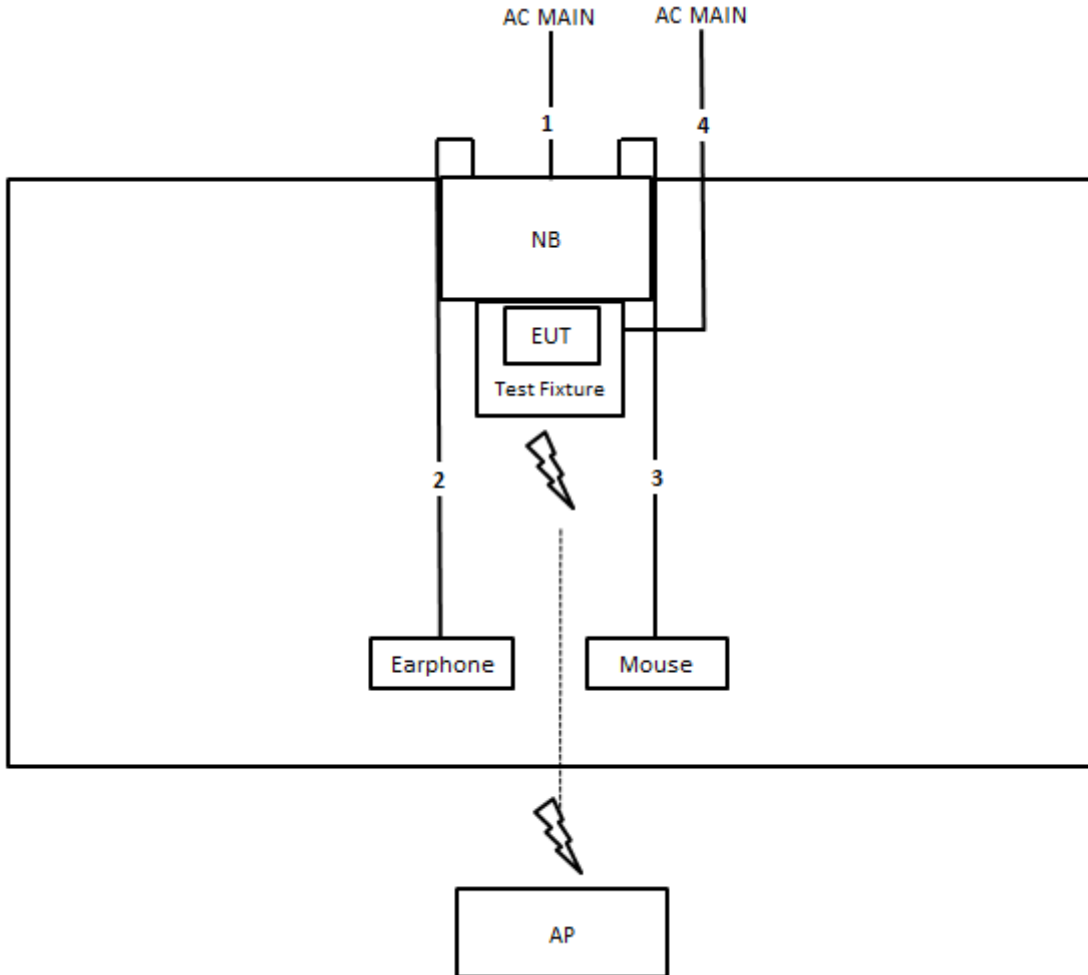 AC MAIN
AC MAIN
1
4
NB
EUT
Test Fixture
2
3
Earphone
Mouse
AP